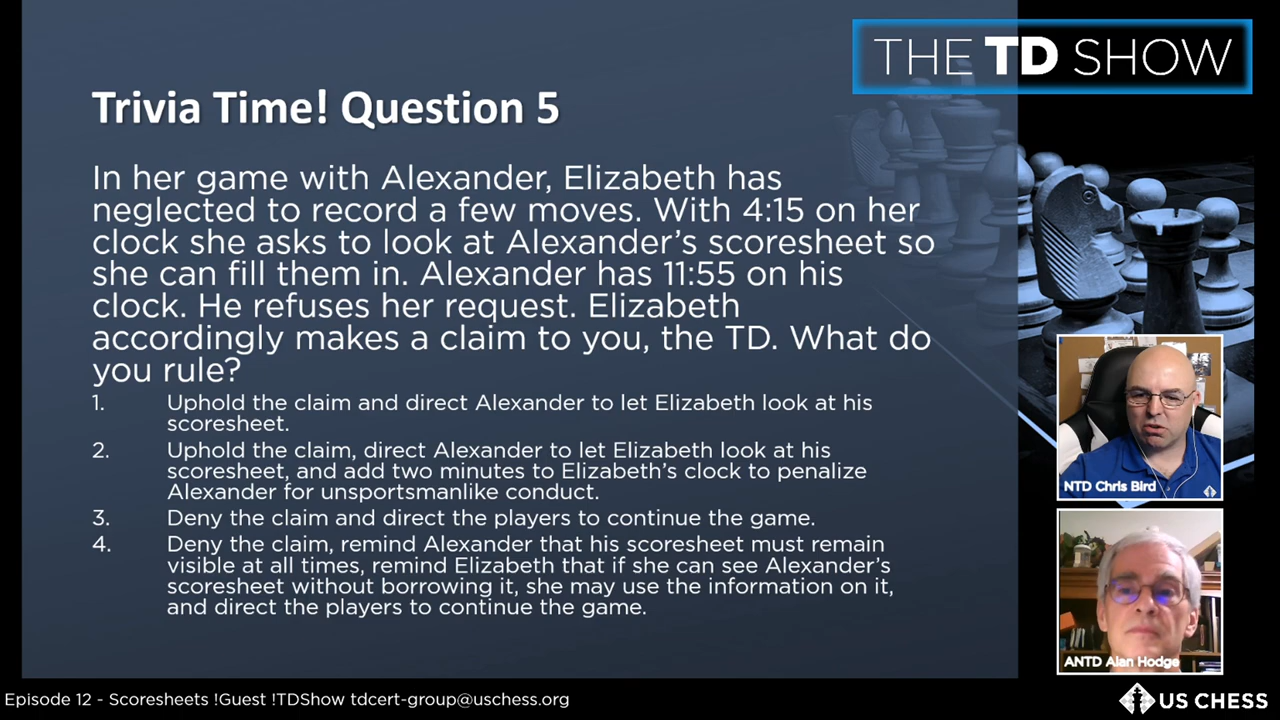 THE TD SHOW
Trivia Time! Question 5
In her game with Alexander, Elizabeth has
neglected to record a few moves. With 4:15 on her
clock she asks to look at Alexander's scoresheet so
she can fill them in. Alexander has 11:55 on his
clock. He refuses her request. Elizabeth
accordingly makes a claim to you, the TD. What do
you rule?
1. Uphold the claim and direct Alexander to let Elizabeth look at his
scoresheet.
2. Uphold the claim, direct Alexander to let Elizabeth look at his
scoresheet, and add two minutes to Elizabeth's clock to penalize
Alexander for unsportsmanlike conduct.
3. Deny the claim and direct the players to continue the game.
4. Deny the claim, remind Alexander that his scoresheet must remain
visible at all times, remind Elizabeth that if she can see Alexander's
scoresheet without borrowing it, she may use the information on it,
and direct the players to continue the game.
NTD Chris Bird
ANTD Alan Hodge
Episode 12 - Scoresheets !Guest !TDShow tdcert-group@uschess.org
US CHESS